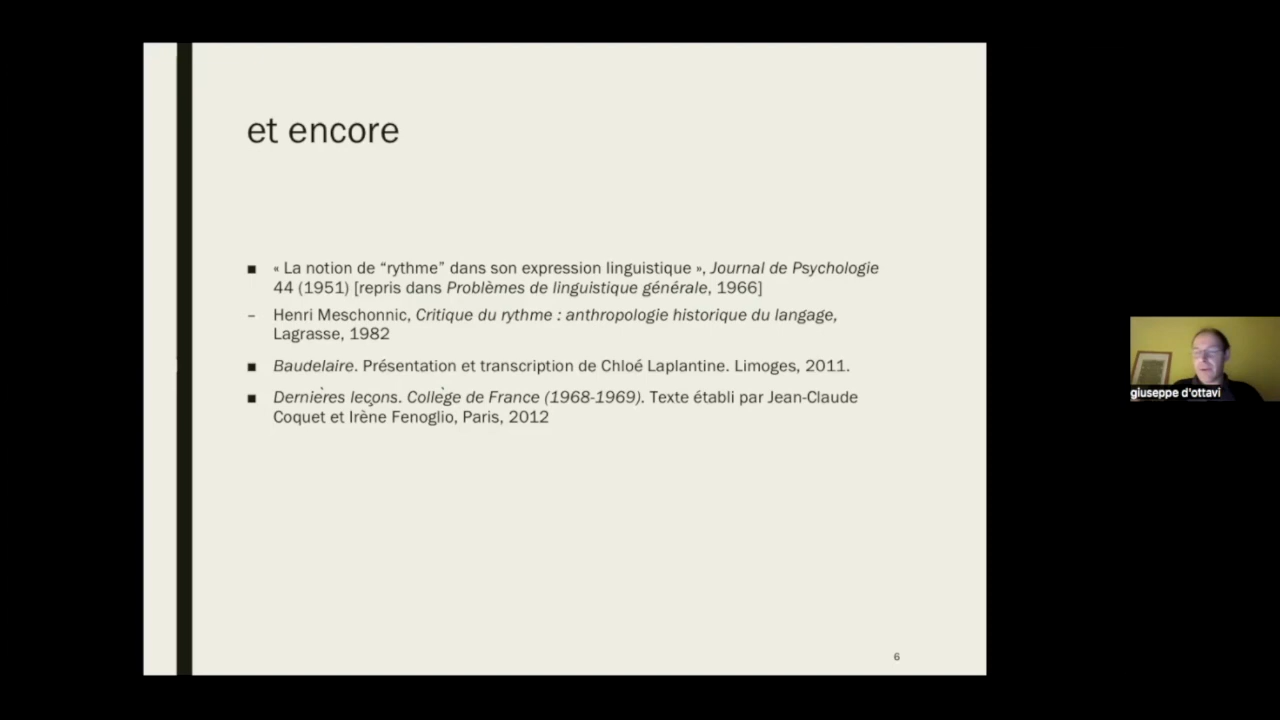 et encore
■ « La notion de “rythme” dans son expression linguistique », Journal de Psychologie
44 (1951) [repris dans Problèmes de linguistique générale, 1966]
– Henri Meschonnic, Critique du rythme : anthropologie historique du langage,
Lagrasse, 1982
■ Baudelaire. Présentation et transcription de Chloé Laplantine. Limoges, 2011.
■ Dernières leçons. Collège de France (1968-1969). Texte établi par Jean-Claude
Coquet et Irène Fenoglio, Paris, 2012
6
giuseppe d'ottavi